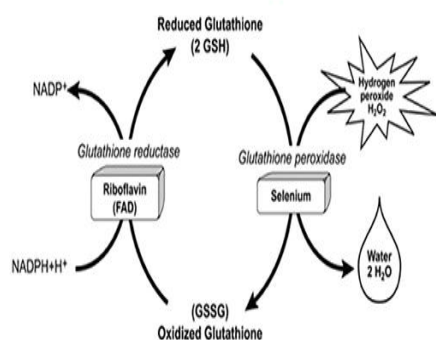 Reduced Glutathione
(2 GSH)
NADP⁺
Hydrogen
peroxide
H₂O₂
Glutathione reductase
Glutathione peroxidase
Riboflavin
(FAD)
Selenium
NADPH+H⁺
Water
2 H₂O
(GSSG)
Oxidized Glutathione